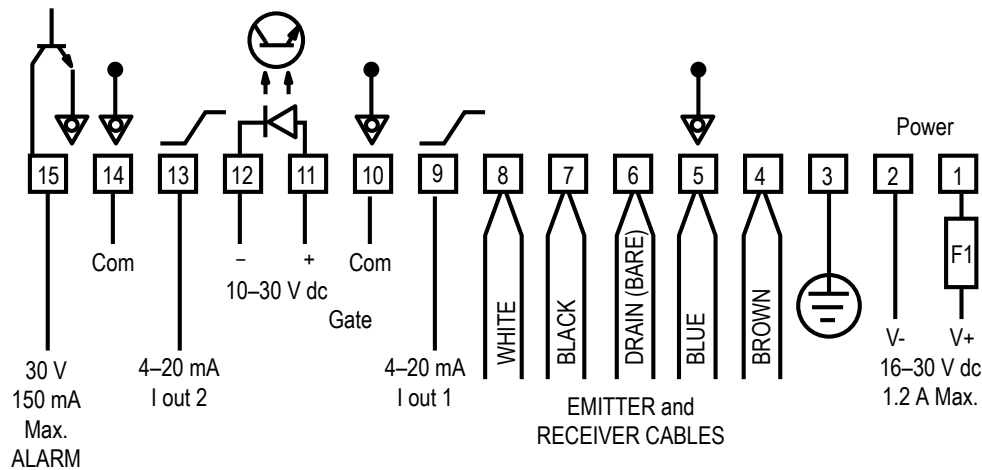 Power
15
14
13
12
11
10
9
8
7
6
5
4
3
2
1
F1
WHITE
BLACK
DRAIN (BARE)
BLUE
BROWN
Com
−
+
Com
10–30 V dc
Gate
V-
V+
30 V
150 mA
Max.
ALARM
4–20 mA
I out 2
4–20 mA
I out 1
16–30 V dc
1.2 A Max.
EMITTER and
RECEIVER CABLES